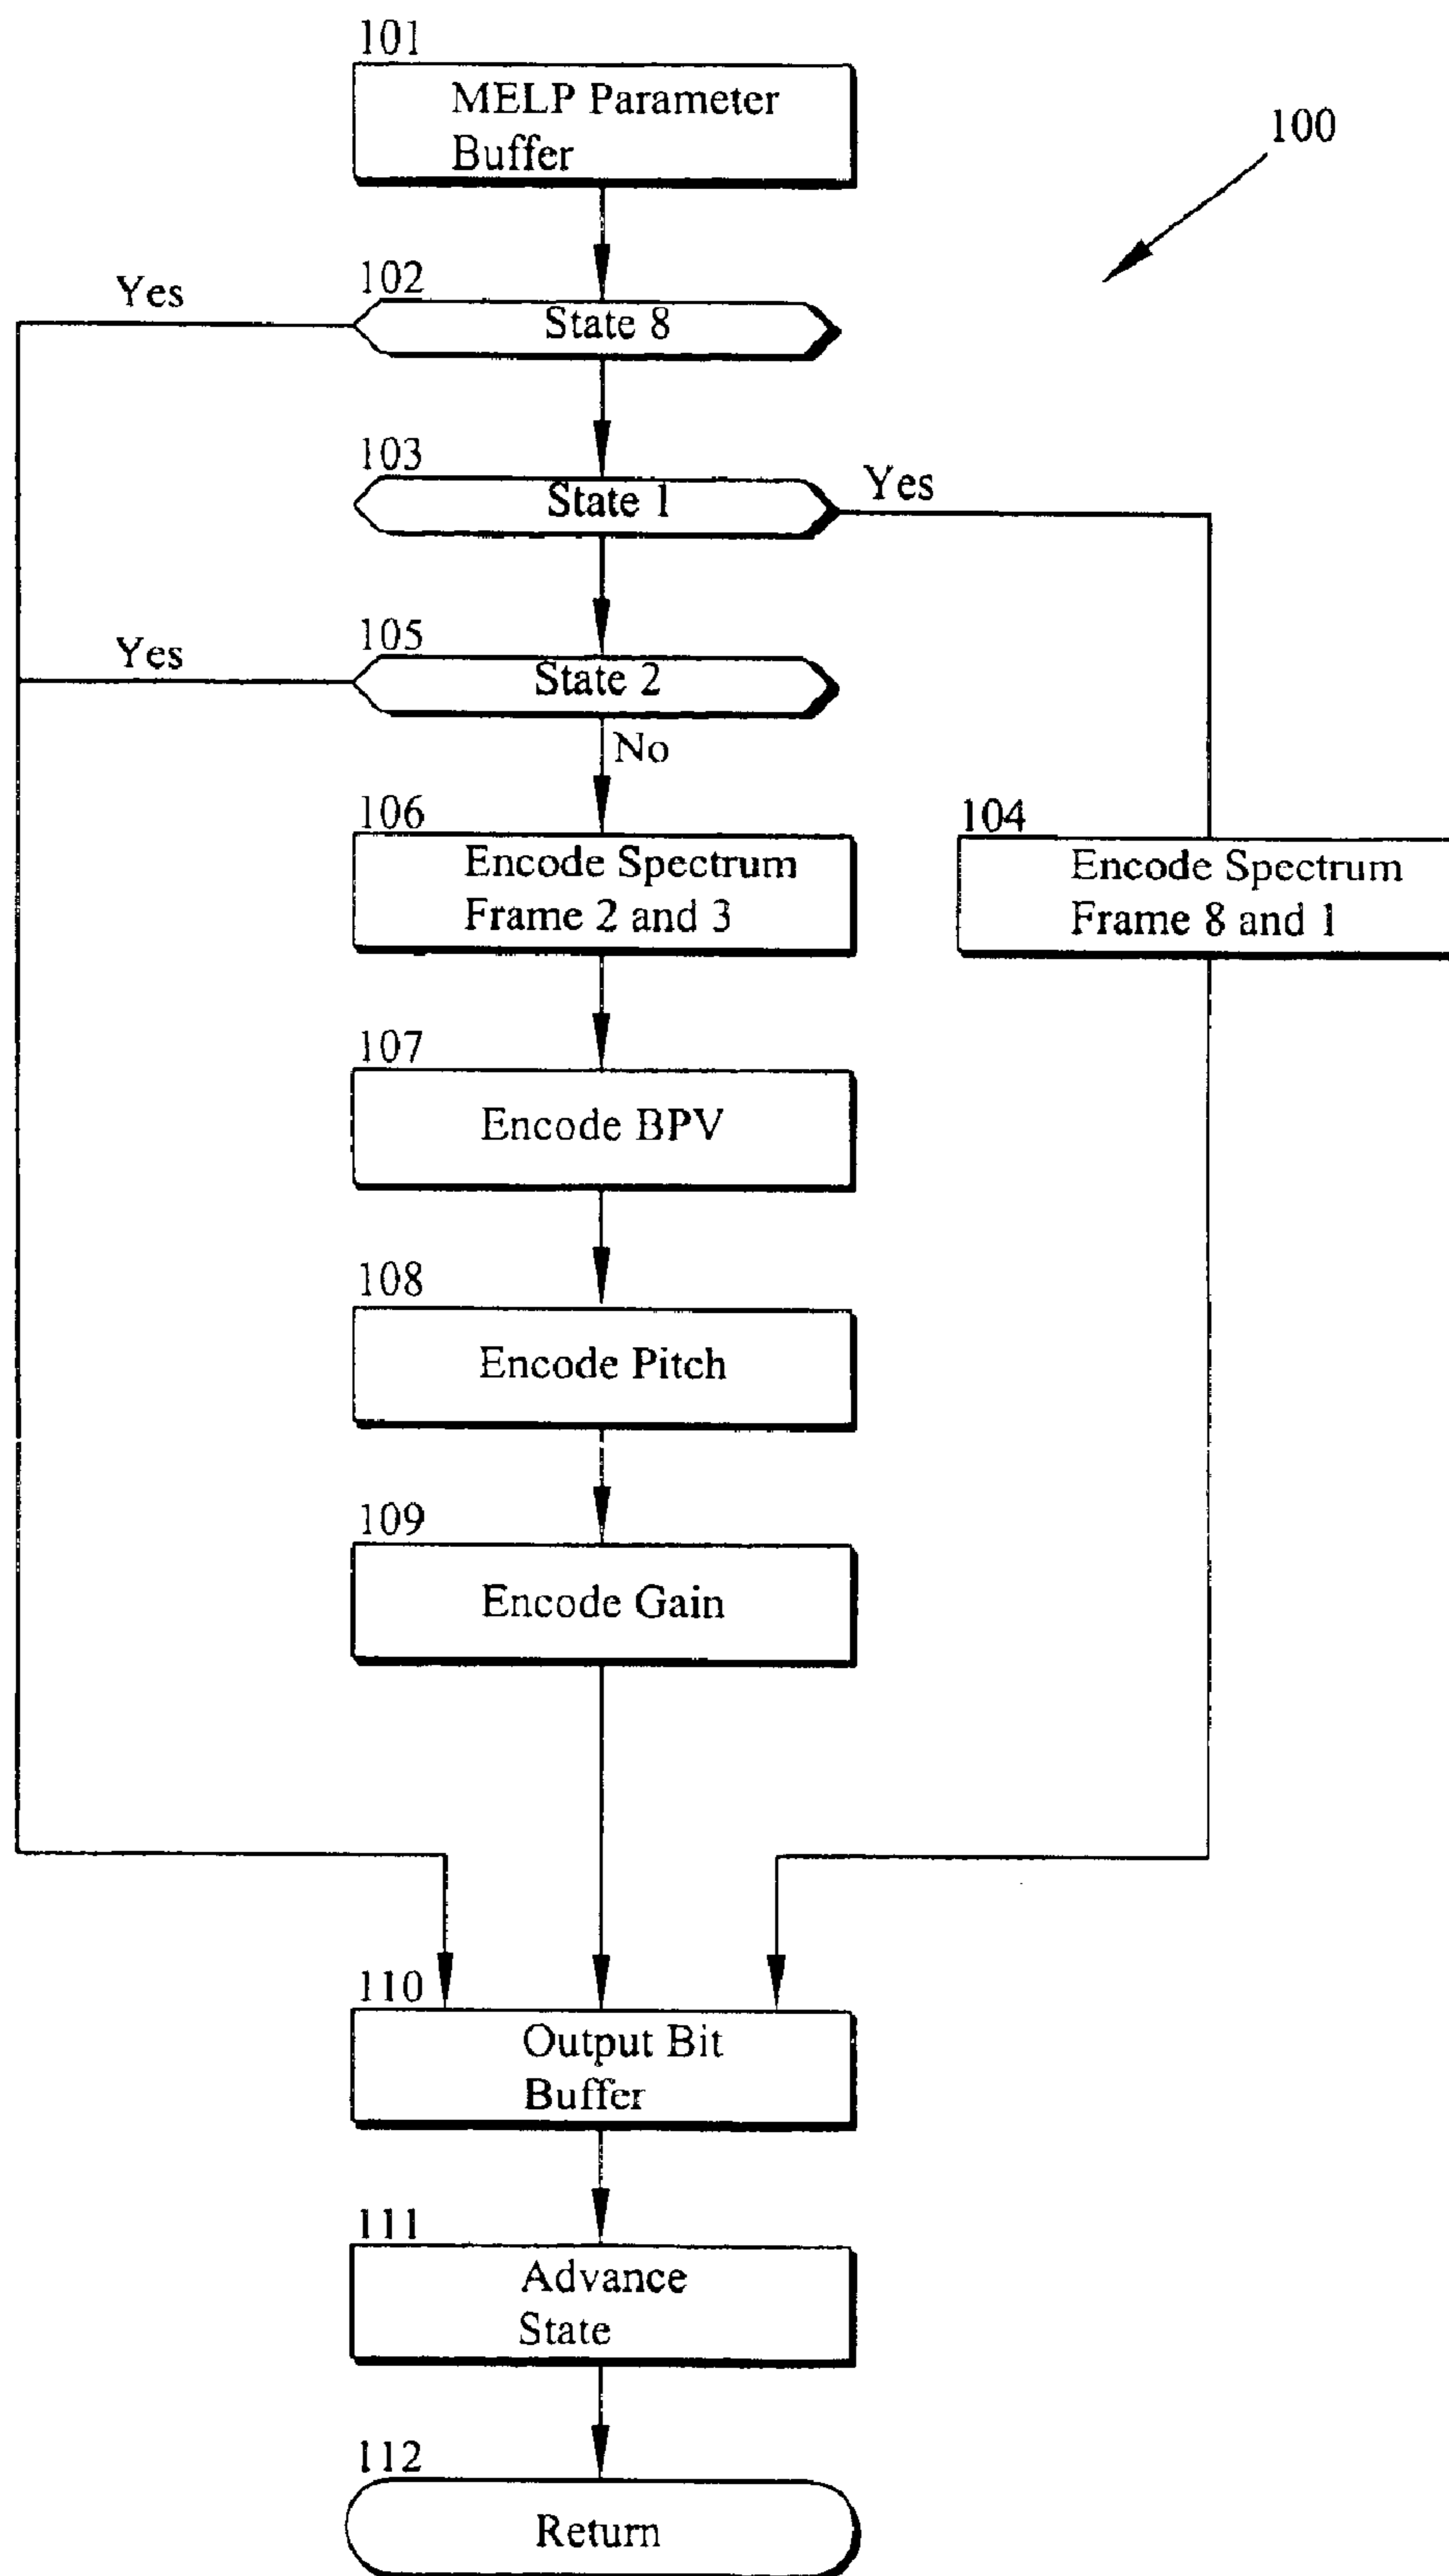 101
MELP Parameter
Buffer
100
102
Yes
State 8
103
State 1
Yes
105
Yes
State 2
No
106
Encode Spectrum
Frame 2 and 3
104
Encode Spectrum
Frame 8 and 1
107
Encode BPV
108
Encode Pitch
109
Encode Gain
110
Output Bit
Buffer
111
Advance
State
112
Return